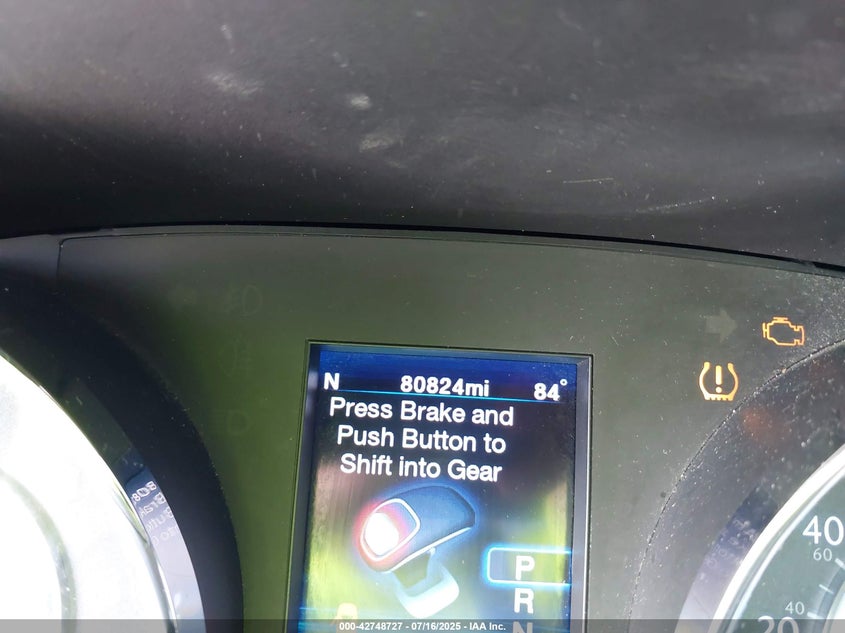 N 80824mi 84°
Press Brake and
Push Button to
Shift into Gear
P
R
N
40
60
40
20
000-42748727 - 07/16/2025 - IAA Inc.